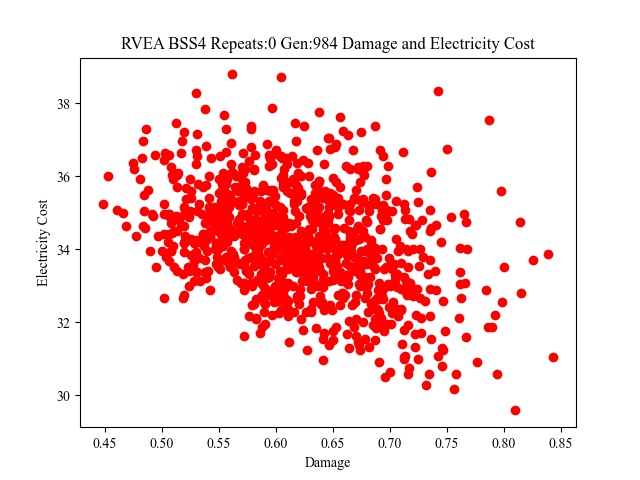 RVEA BSS4 Repeats:0 Gen:984 Damage and Electricity Cost
38
36
34
32
30
Electricity Cost
0.45 0.50 0.55 0.60 0.65 0.70 0.75 0.80 0.85
Damage